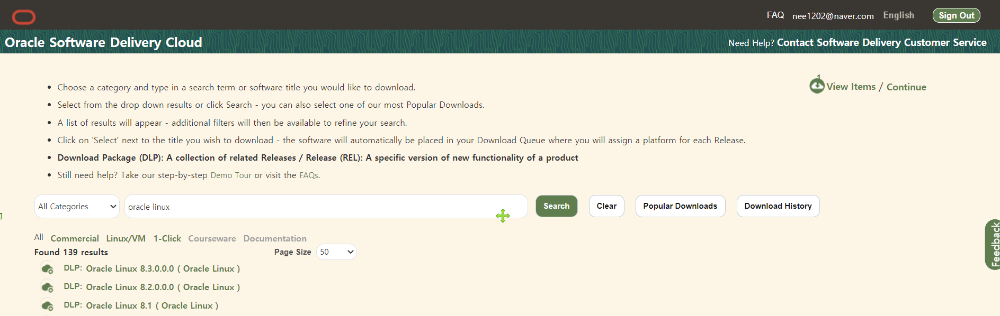 FAQ nee1202@naver.com English Sign Out
Oracle Software Delivery Cloud
Need Help? Contact Software Delivery Customer Service
1
View Items / Continue
• Choose a category and type in a search term or software title you would like to download.
• Select from the drop down results or click Search - you can also select one of our most Popular Downloads.
• A list of results will appear - additional filters will then be available to refine your search.
• Click on 'Select' next to the title you wish to download - the software will automatically be placed in your Download Queue where you will assign a platform for each Release.
• Download Package (DLP): A collection of related Releases / Release (REL): A specific version of new functionality of a product
• Still need help? Take our step-by-step Demo Tour or visit the FAQs.
All Categories oracle linux Search Clear Popular Downloads Download History
Feedback
All Commercial Linux/VM 1-Click Courseware Documentation
Found 139 results Page Size 50
DLP: Oracle Linux 8.3.0.0.0 ( Oracle Linux )
DLP: Oracle Linux 8.2.0.0.0 ( Oracle Linux )
DLP: Oracle Linux 8.1 ( Oracle Linux )